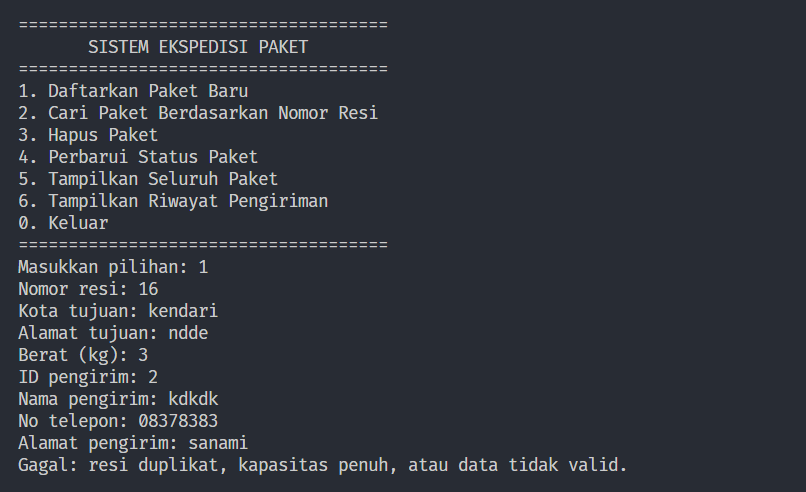 =====================================
SISTEM EKSPEDISI PAKET
=====================================
1. Daftarkan Paket Baru
2. Cari Paket Berdasarkan Nomor Resi
3. Hapus Paket
4. Perbarui Status Paket
5. Tampilkan Seluruh Paket
6. Tampilkan Riwayat Pengiriman
0. Keluar
=====================================
Masukkan pilihan: 1
Nomor resi: 16
Kota tujuan: kendari
Alamat tujuan: ndde
Berat (kg): 3
ID pengirim: 2
Nama pengirim: kdkdk
No telepon: 08378383
Alamat pengirim: sanami
Gagal: resi duplikat, kapasitas penuh, atau data tidak valid.